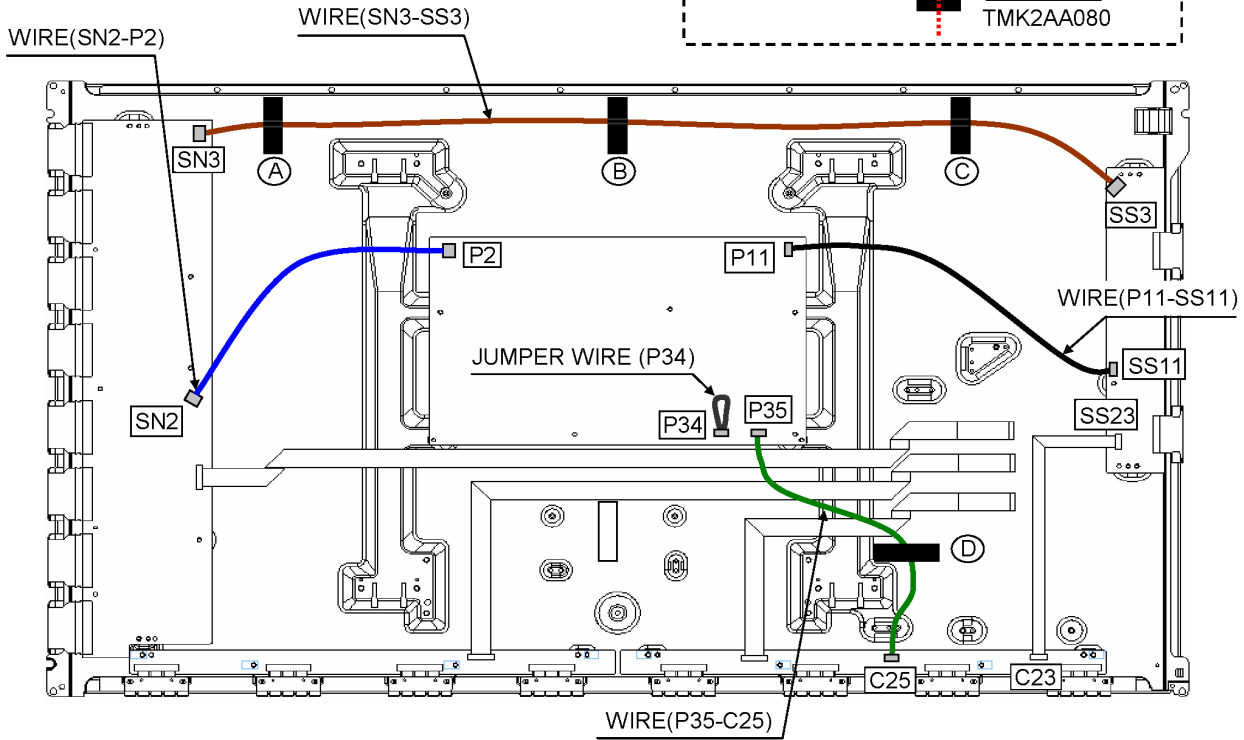 WIRE(SN3-SS3)
TMK2AA080
WIRE(SN2-P2)
SN3
A
B
C
SS3
P2
P11
WIRE(P11-SS11)
JUMPER WIRE (P34)
SS11
SN2
P34
P35
SS23
D
C25
C23
WIRE(P35-C25)